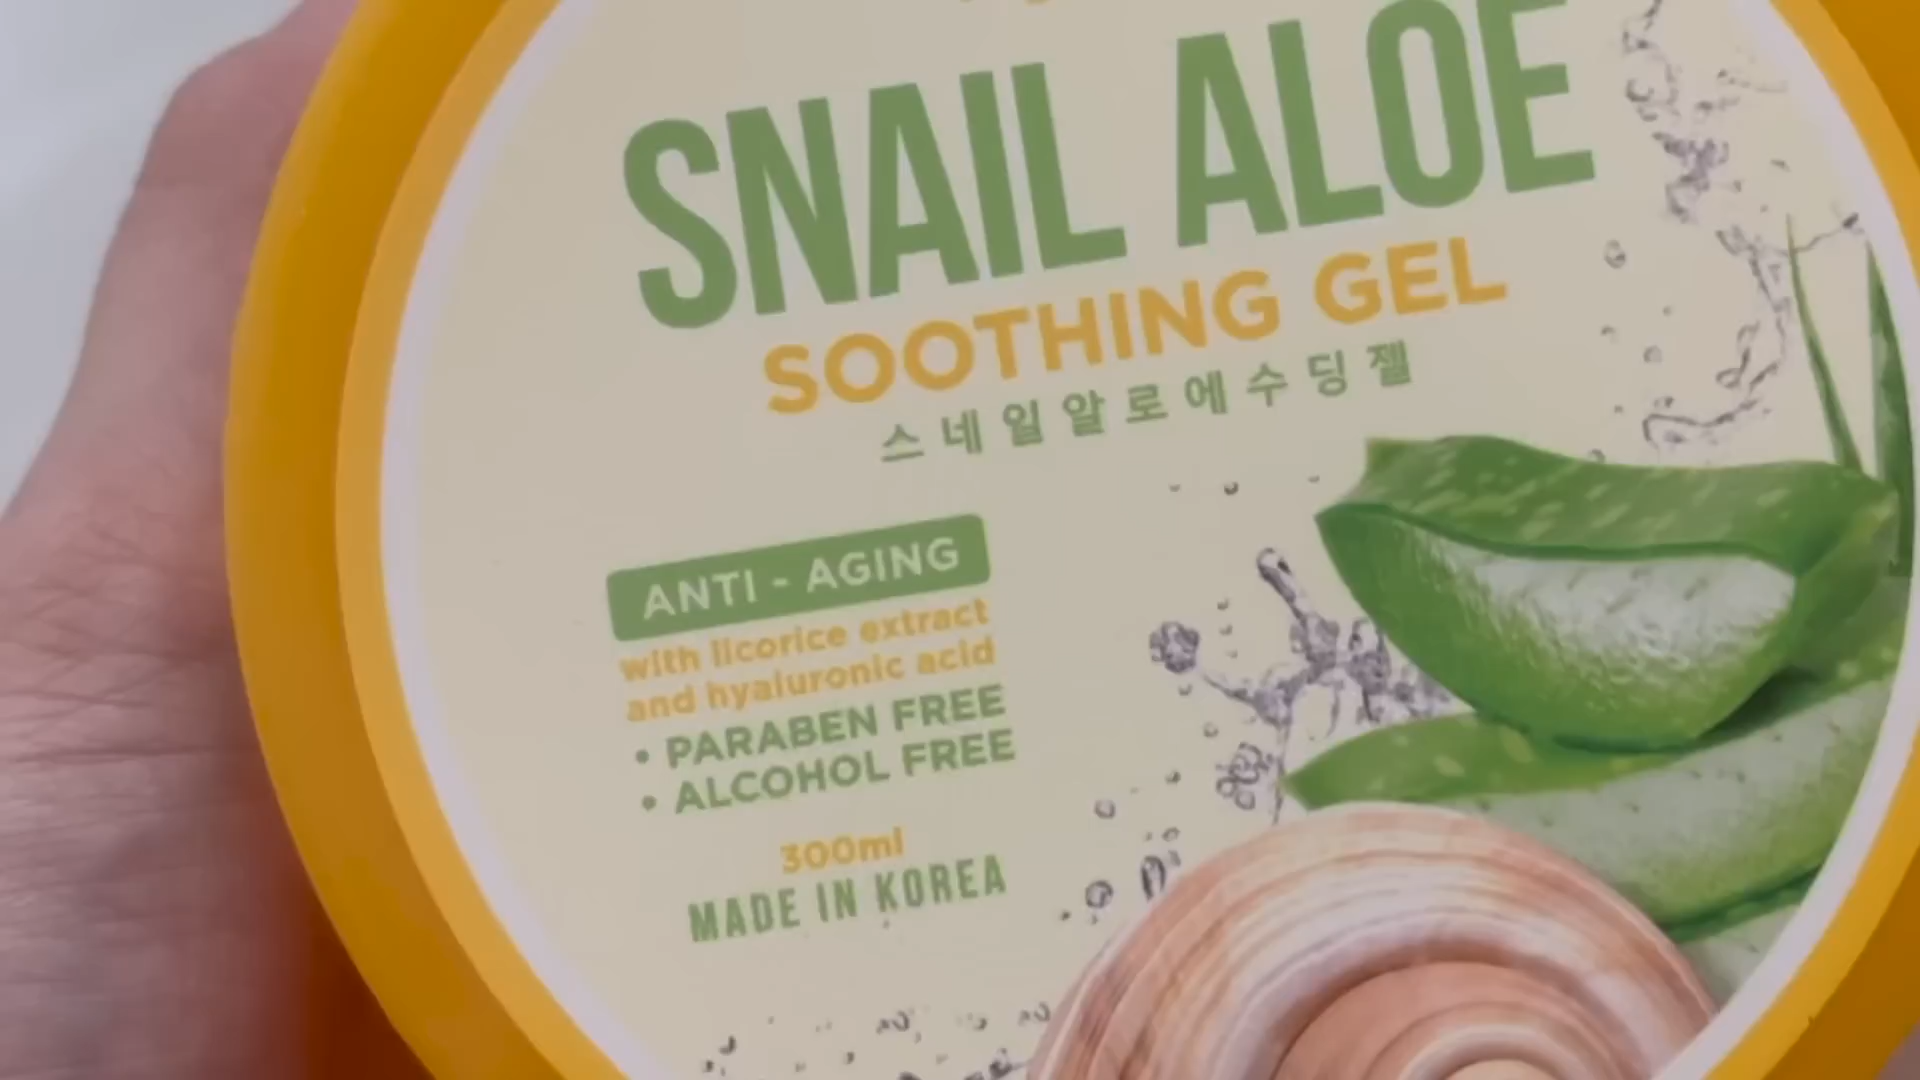 SNAIL ALOE
SOOTHING GEL
스네일알로에수딩젤
ANTI - AGING
with licorice extract
and hyaluronic acid
• PARABEN FREE
• ALCOHOL FREE
300ml
MADE IN KOREA